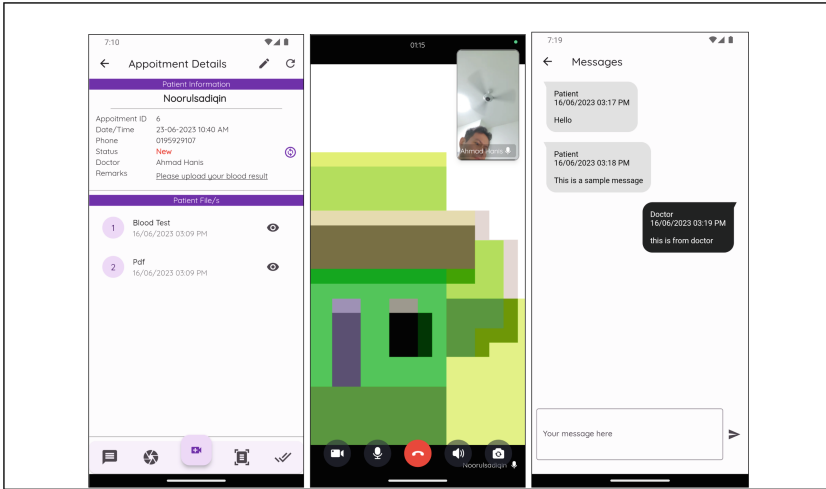 7:10
Appoitment Details
Patient Information
Noorulsadiqin
Appoitment ID 6
Date/Time 23-06-2023 10:40 AM
Phone 0195929107
Status New
Doctor Ahmad Hanis
Remarks Please upload your blood result
Patient File/s
1 Blood Test
16/06/2023 03:09 PM
2 Pdf
16/06/2023 03:09 PM
01:15
Ahmad Hanis
Noorulsadiqin
7:19
Messages
Patient
16/06/2023 03:17 PM
Hello
Patient
16/06/2023 03:18 PM
This is a sample message
Doctor
16/06/2023 03:19 PM
this is from doctor
Your message here